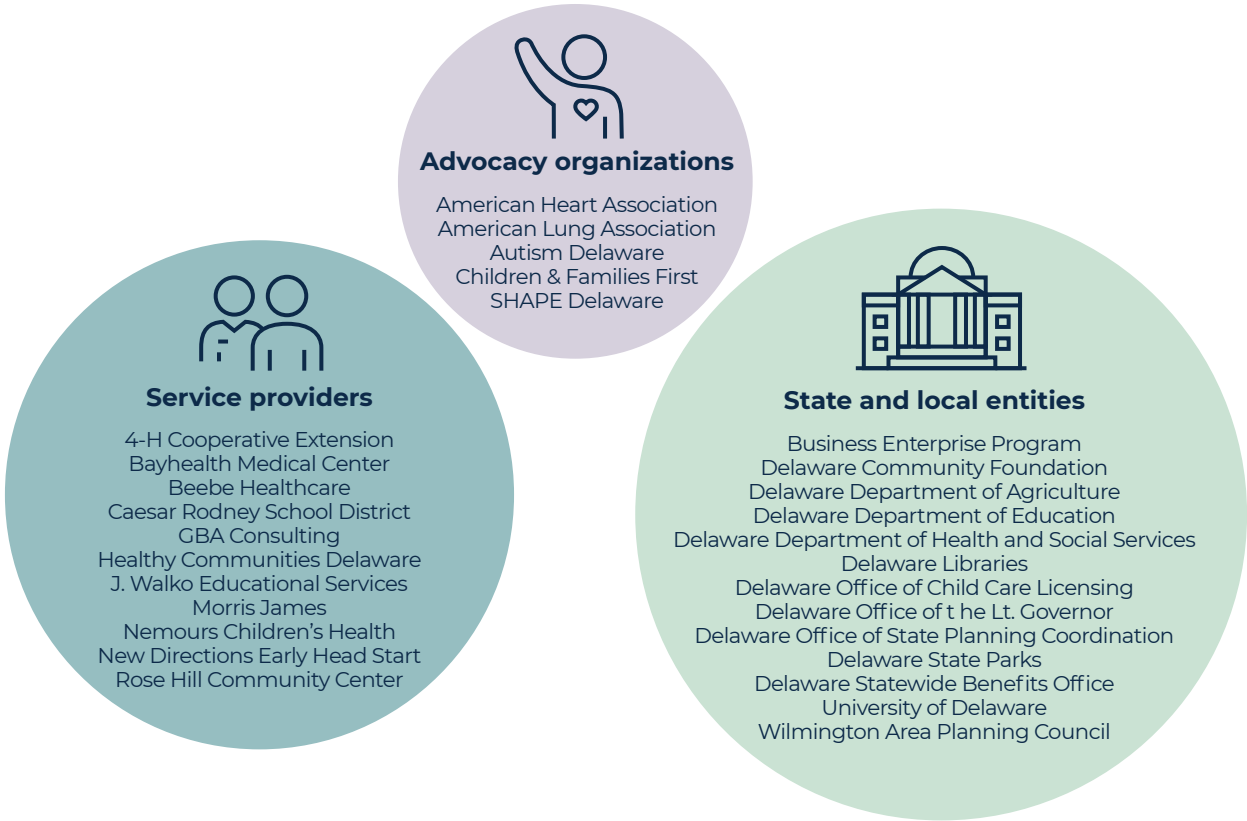 Advocacy organizations
American Heart Association
American Lung Association
Autism Delaware
Children & Families First
SHAPE Delaware
Service providers
4-H Cooperative Extension
Bayhealth Medical Center
Beebe Healthcare
Caesar Rodney School District
GBA Consulting
Healthy Communities Delaware
J. Walko Educational Services
Morris James
Nemours Children’s Health
New Directions Early Head Start
Rose Hill Community Center
State and local entities
Business Enterprise Program
Delaware Community Foundation
Delaware Department of Agriculture
Delaware Department of Education
Delaware Department of Health and Social Services
Delaware Libraries
Delaware Office of Child Care Licensing
Delaware Office of t he Lt. Governor
Delaware Office of State Planning Coordination
Delaware State Parks
Delaware Statewide Benefits Office
University of Delaware
Wilmington Area Planning Council